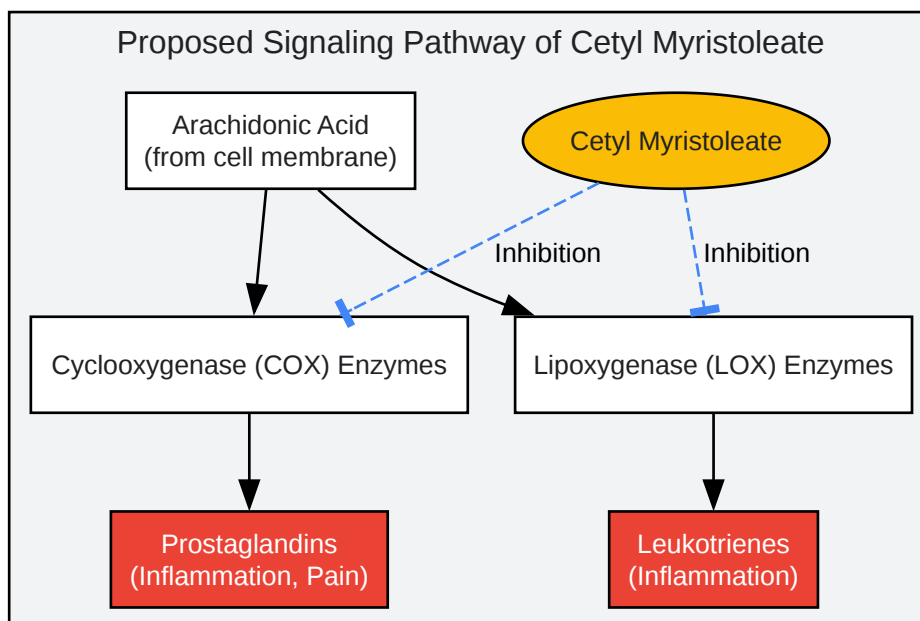 Proposed Signaling Pathway of Cetyl Myristoleate
Arachidonic Acid
(from cell membrane)
Cetyl Myristoleate
Inhibition
Inhibition
Cyclooxygenase (COX) Enzymes
Lipoxygenase (LOX) Enzymes
Prostaglandins
(Inflammation, Pain)
Leukotrienes
(Inflammation)